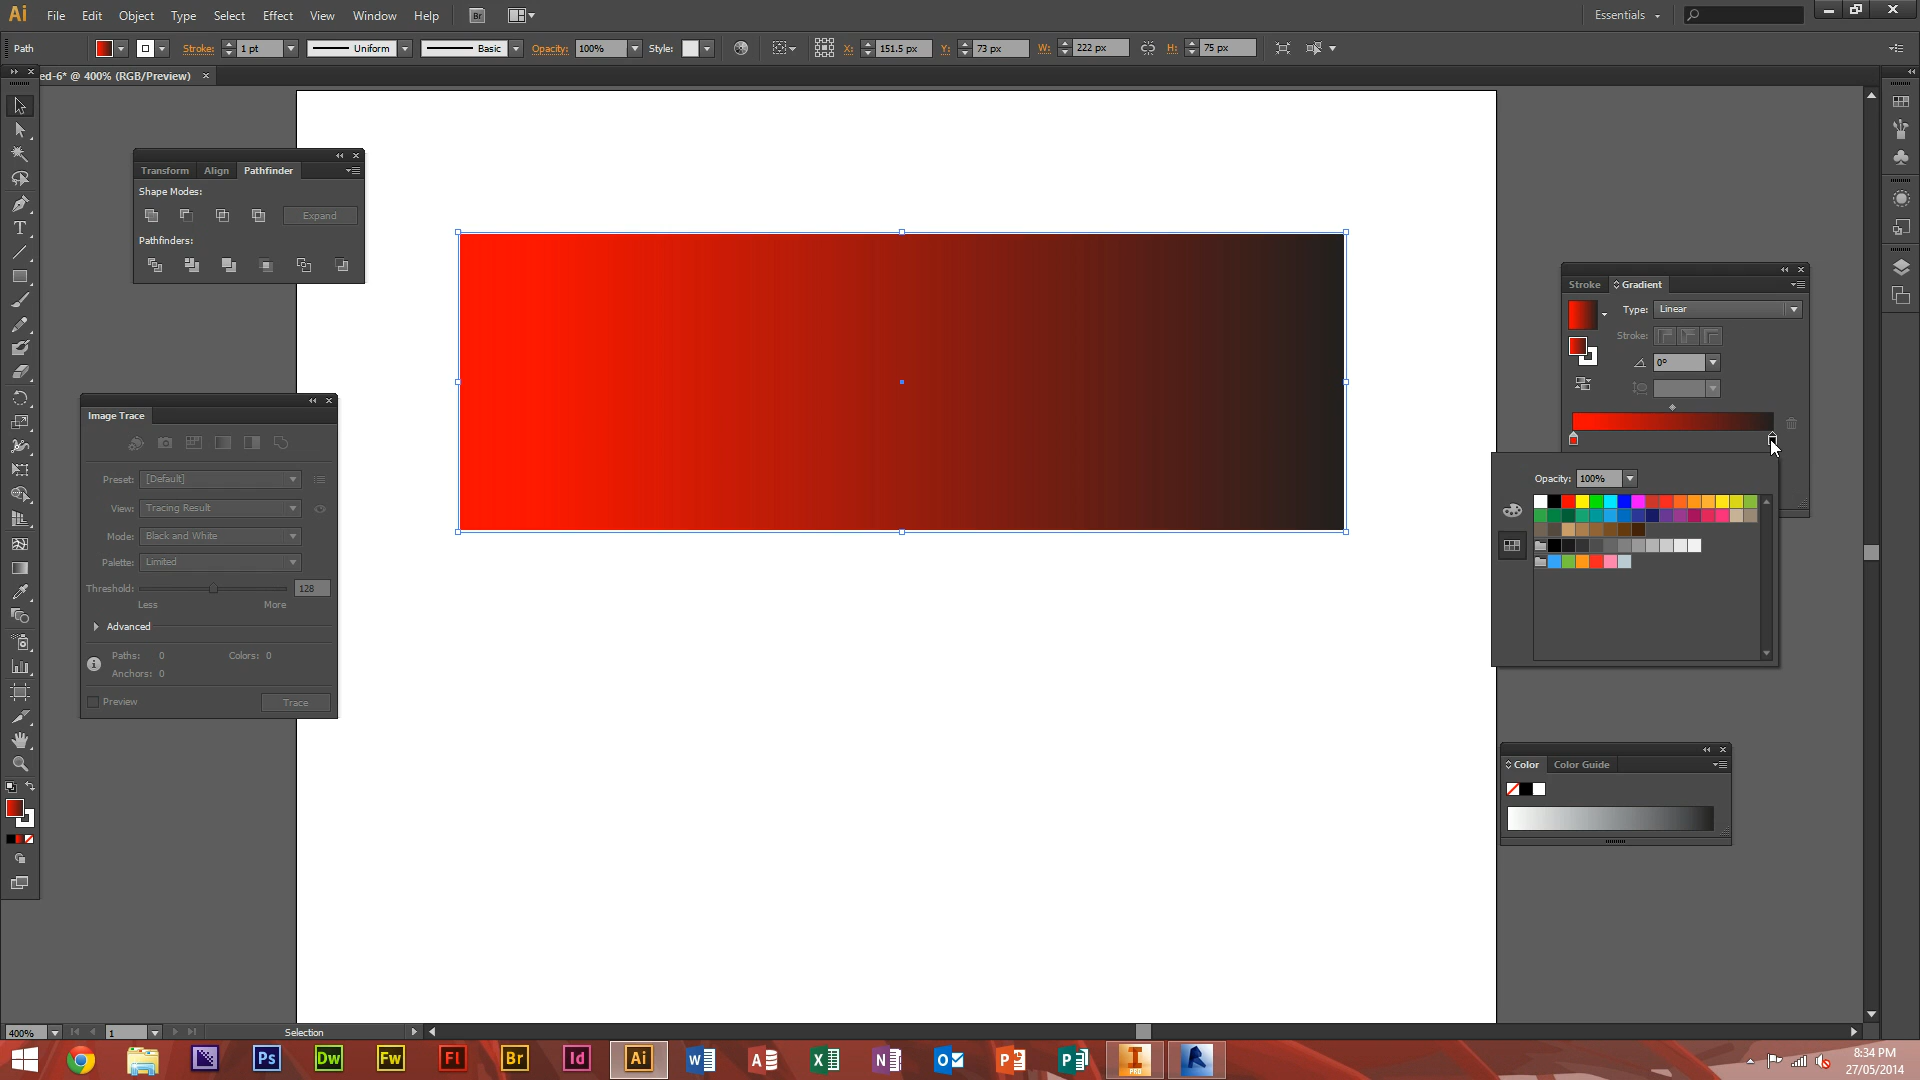 Ai File Edit Object Type Select Effect View Window Help Br Essentials
Path Stroke: 1 pt Uniform Basic Opacity: 100% Style: X: 151.5 px Y: 73 px W: 222 px H: 75 px
ed-6* @ 400% (RGB/Preview)
Transform Align Pathfinder
Shape Modes:
Expand
Pathfinders:
Stroke Gradient
Type: Linear
Stroke:
0°
Image Trace
Preset: [Default]
View: Tracing Result
Mode: Black and White
Palette: Limited
Threshold: 128
Less More
Advanced
Paths: 0 Colors: 0
Anchors: 0
Preview Trace
Opacity: 100%
Color Color Guide
400% 1 Selection
Ps Dw Fw Fl Br Id Ai
PRO
8:34 PM
27/05/2014